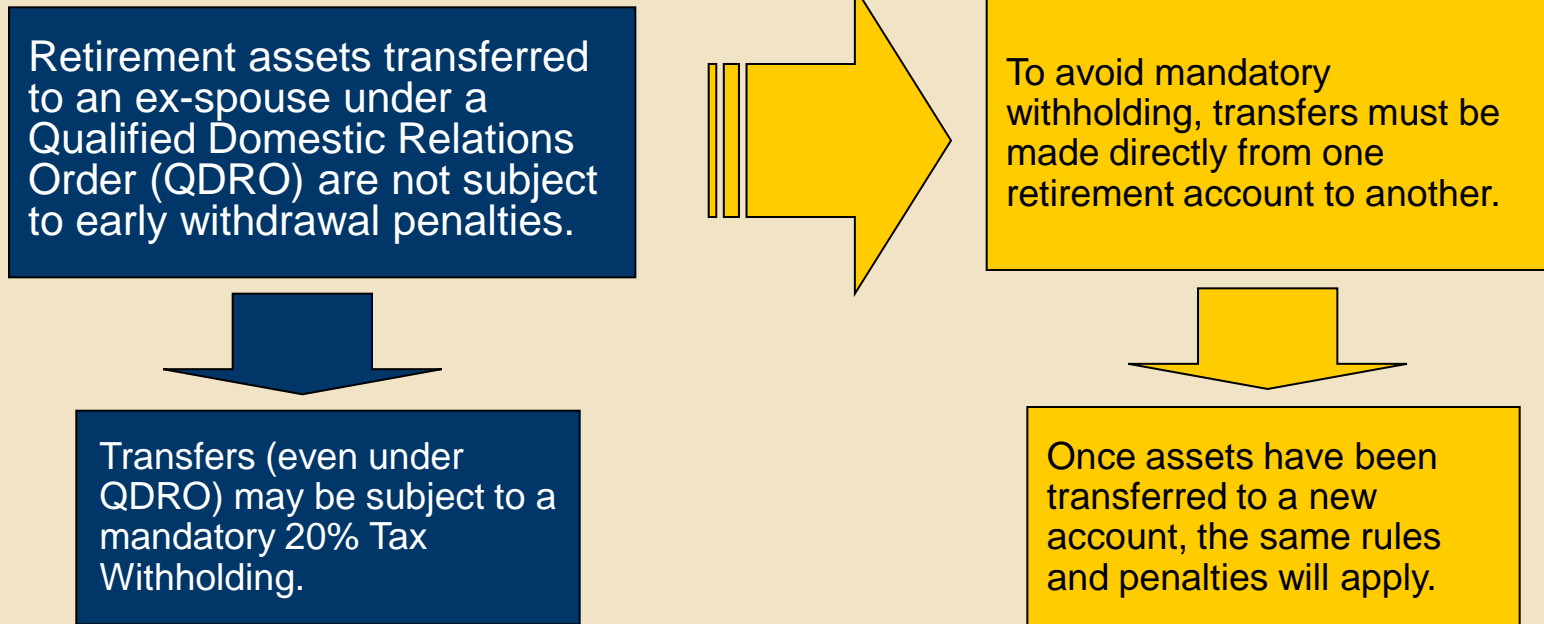 Retirement assets transferred
to an ex-spouse under a
Qualified Domestic Relations
Order (QDRO) are not subject
to early withdrawal penalties.
Transfers (even under
QDRO) may be subject to a
mandatory 20% Tax
Withholding.
To avoid mandatory
withholding, transfers must be
made directly from one
retirement account to another.
Once assets have been
transferred to a new
account, the same rules
and penalties will apply.